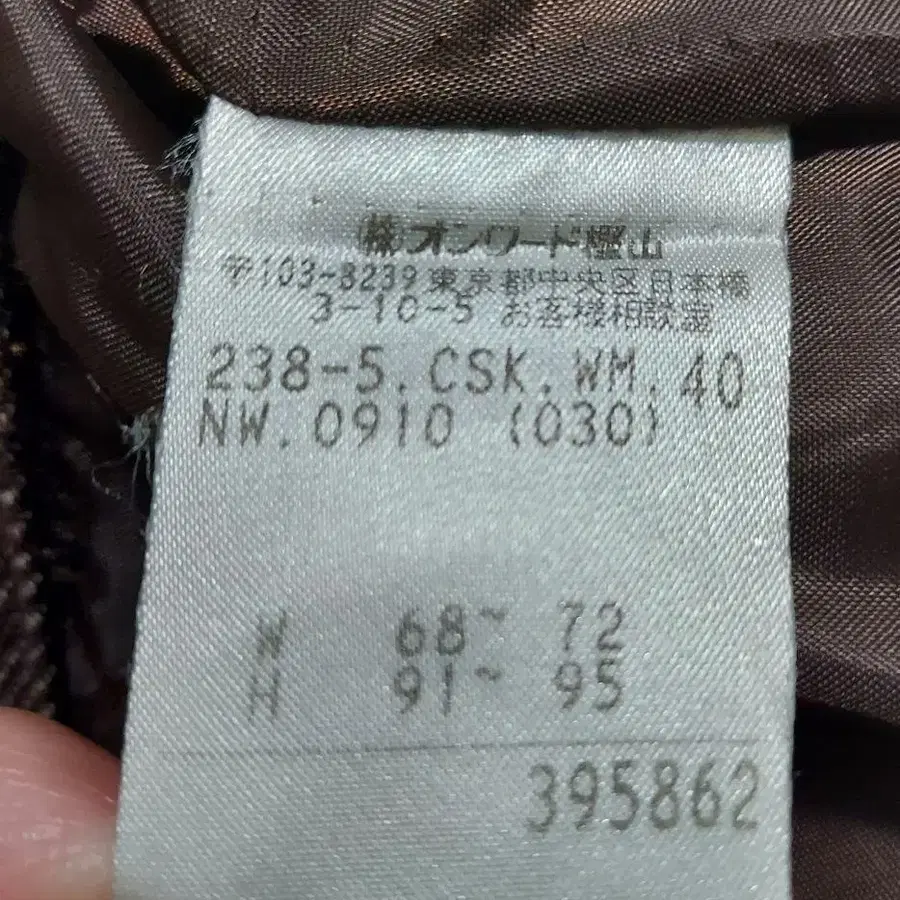 ㈱オンワード樫山
〒103-8239 東京都中央区日本橋
3-10-5 お客様相談室
238-5.CSK.WM. 40
NW.0910 (030)
W 68~ 72
H 91~ 95
395862